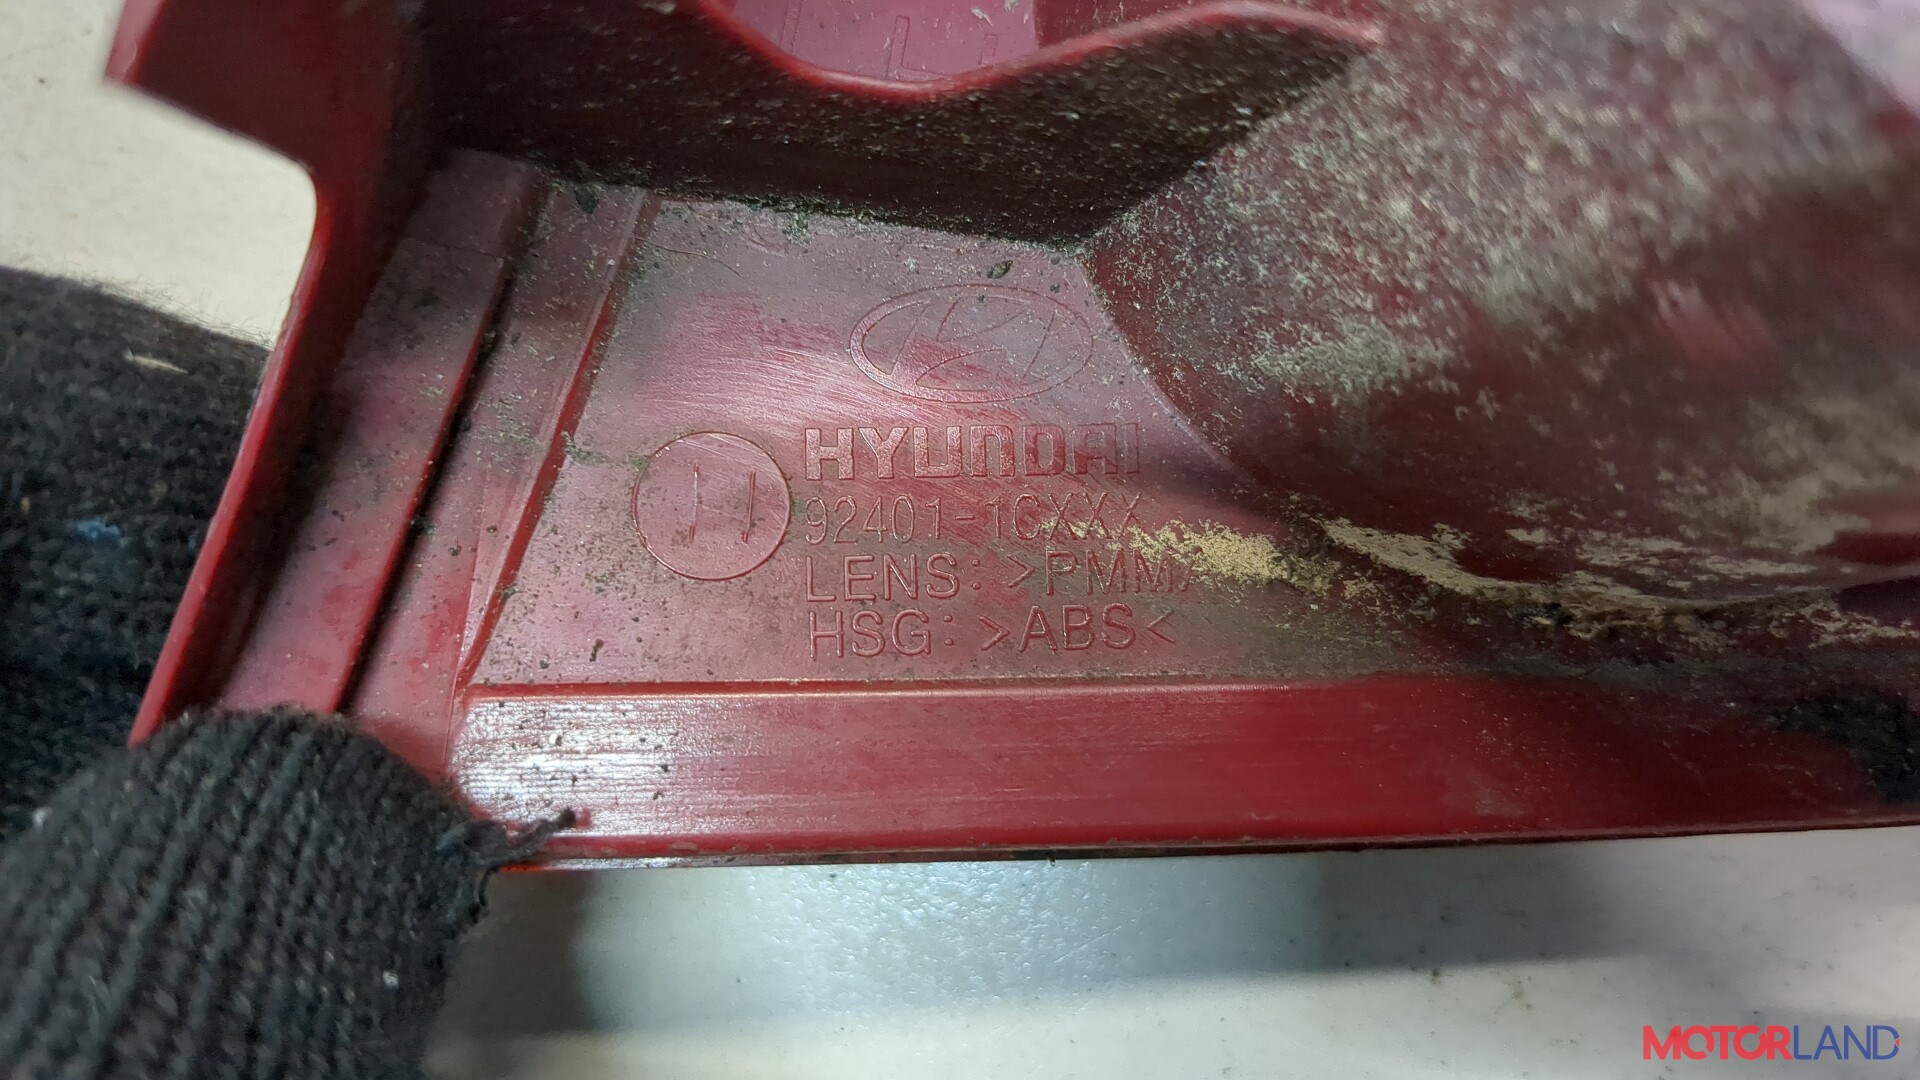 HYUNDAI
92401-1CXXX
LENS: >PMMA
HSG: >ABS<
MOTORLAND